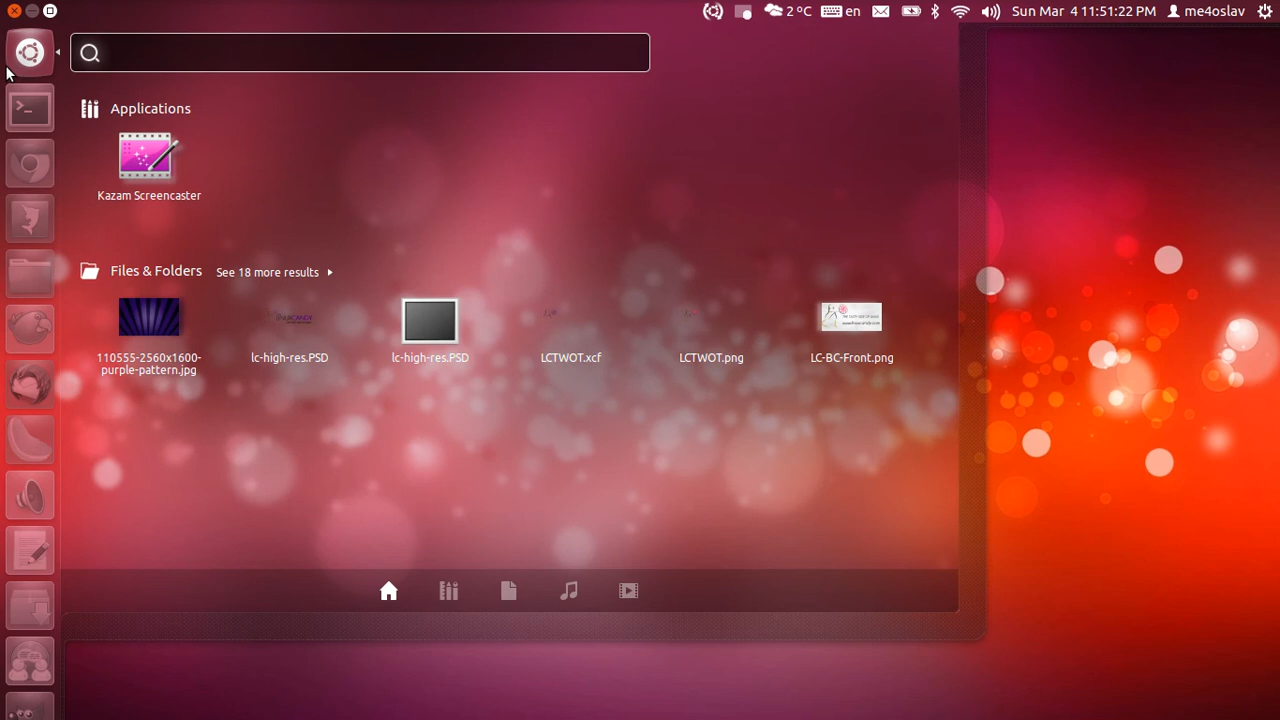 2 ºC en Sun Mar 4 11:51:22 PM me4oslav
>_
Applications
Kazam Screencaster
Files & Folders See 18 more results
110555-2560x1600-
purple-pattern.jpg
lc-high-res.PSD
lc-high-res.PSD
LCTWOT.xcf
LCTWOT.png
LC-BC-Front.png